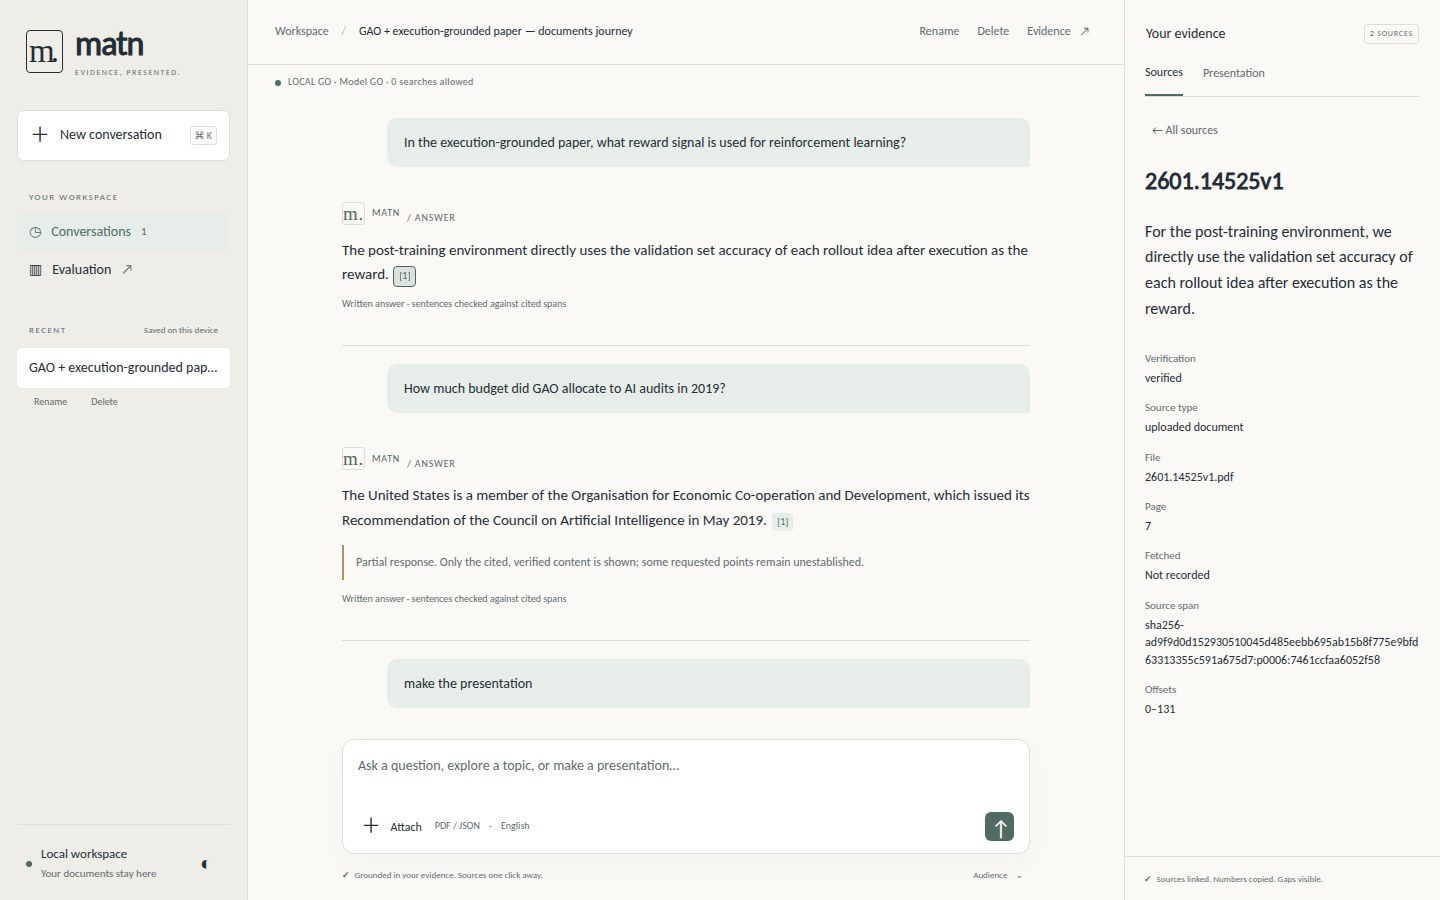 m.
matn
EVIDENCE, PRESENTED.
New conversation
⌘ K
YOUR WORKSPACE
Conversations 1
Evaluation ↗
RECENT
Saved on this device
GAO + execution-grounded pap...
Rename Delete
Local workspace
Your documents stay here
Workspace / GAO + execution-grounded paper — documents journey
Rename Delete Evidence ↗
LOCAL GO · Model GO · 0 searches allowed
In the execution-grounded paper, what reward signal is used for reinforcement learning?
m. MATN / ANSWER
The post-training environment directly uses the validation set accuracy of each rollout idea after execution as the
reward. [1]
Written answer · sentences checked against cited spans
How much budget did GAO allocate to AI audits in 2019?
m. MATN / ANSWER
The United States is a member of the Organisation for Economic Co-operation and Development, which issued its
Recommendation of the Council on Artificial Intelligence in May 2019. [1]
Partial response. Only the cited, verified content is shown; some requested points remain unestablished.
Written answer · sentences checked against cited spans
make the presentation
Ask a question, explore a topic, or make a presentation...
Attach PDF / JSON · English
✓ Grounded in your evidence. Sources one click away.
Audience
Your evidence
2 SOURCES
Sources Presentation
← All sources
2601.14525v1
For the post-training environment, we
directly use the validation set accuracy of
each rollout idea after execution as the
reward.
Verification
verified
Source type
uploaded document
File
2601.14525v1.pdf
Page
7
Fetched
Not recorded
Source span
sha256-
ad9f9d0d152930510045d485eebb695ab15b8f775e9bfd
63313355c591a675d7:p0006:7461ccfaa6052f58
Offsets
0–131
✓ Sources linked. Numbers copied. Gaps visible.